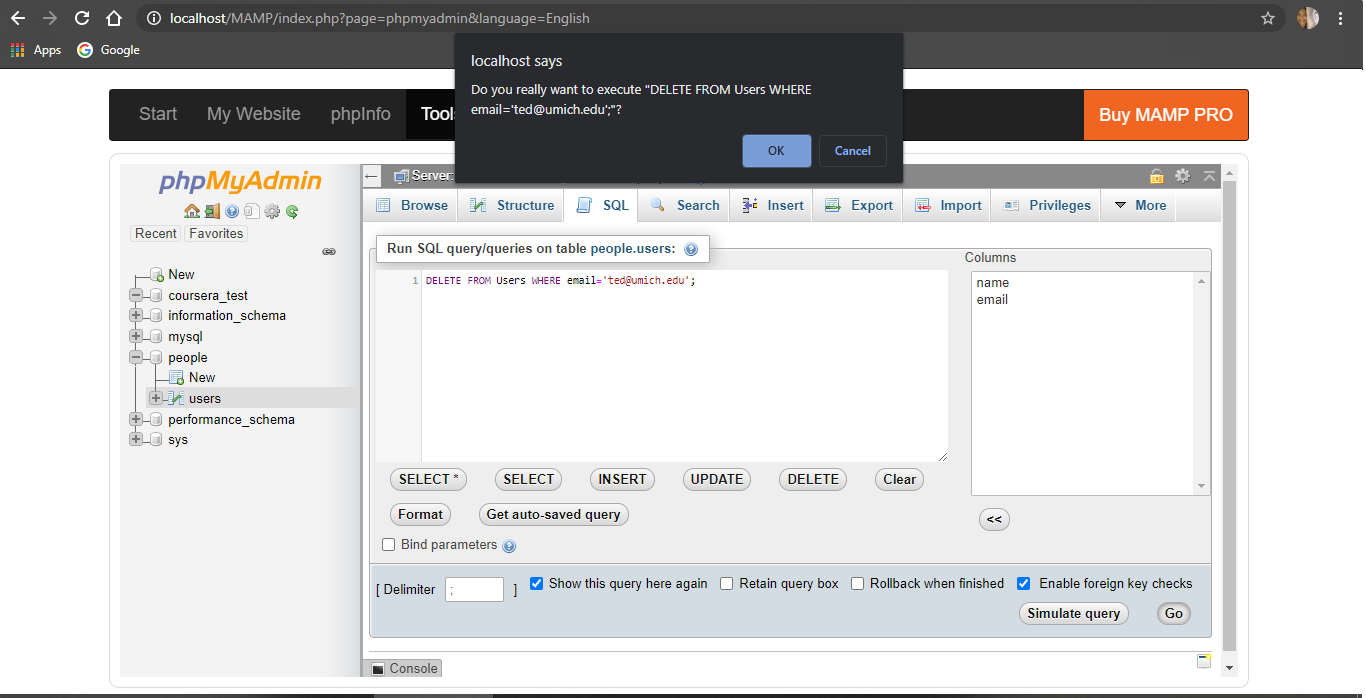 localhost/MAMP/index.php?page=phpmyadmin&language=English
Apps Google
localhost says
Do you really want to execute "DELETE FROM Users WHERE
email='ted@umich.edu';"?
OK Cancel
Start My Website phpInfo Tools Buy MAMP PRO
phpMyAdmin
Recent Favorites
New
coursera_test
information_schema
mysql
people
New
users
performance_schema
sys
Server:
Browse Structure SQL Search Insert Export Import Privileges More
Run SQL query/queries on table people.users:
1 DELETE FROM Users WHERE email='ted@umich.edu';
Columns
name
email
SELECT * SELECT INSERT UPDATE DELETE Clear
Format Get auto-saved query
<<
Bind parameters
[ Delimiter ; ] Show this query here again Retain query box Rollback when finished Enable foreign key checks
Simulate query Go
Console